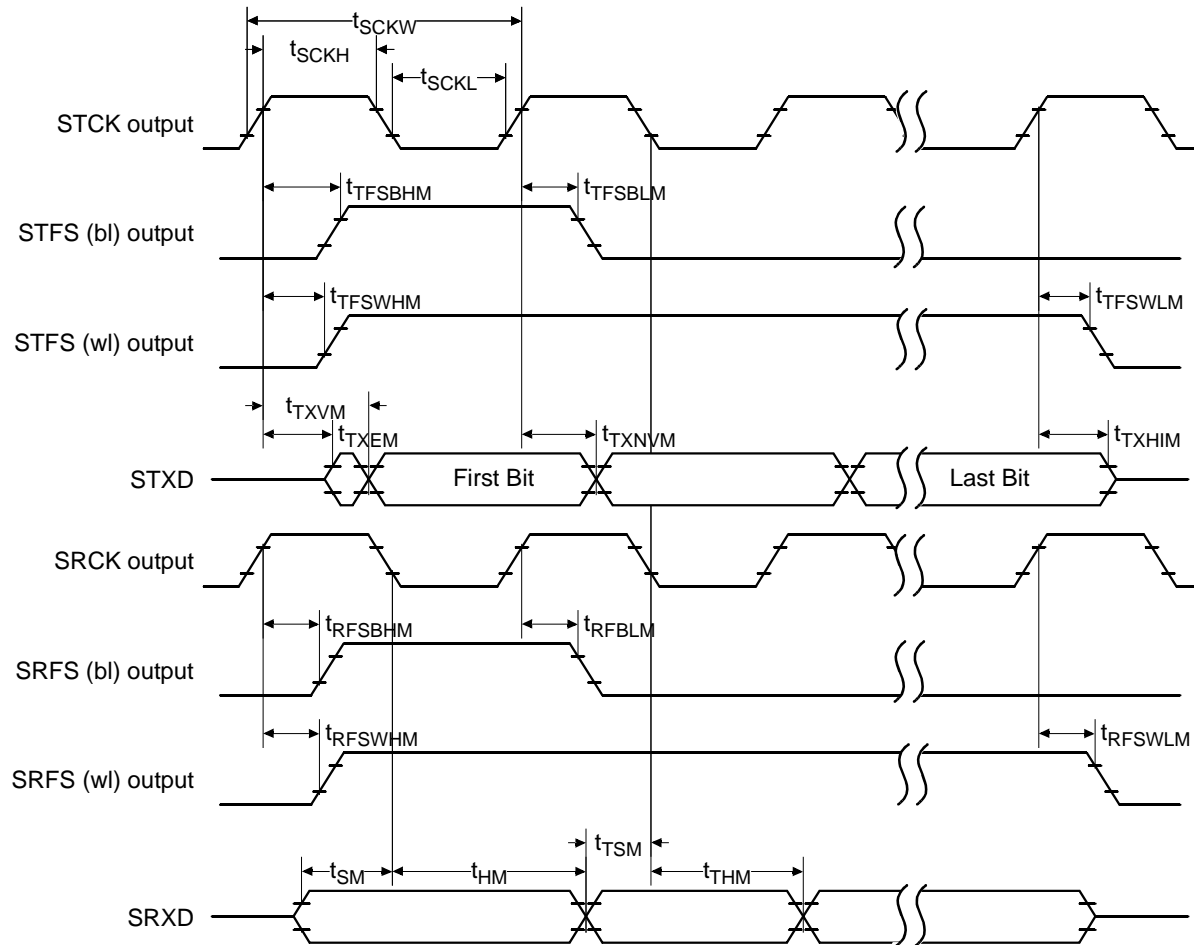 tSCKW
tSCKH
tSCKL
STCK output
tTFSBHM
tTFSBLM
STFS (bl) output
tTFSWHM
tTFSWLM
STFS (wl) output
tTXVM
tTXEM
tTXNVM
tTXHIM
STXD
First Bit
Last Bit
SRCK output
tRFSBHM
tRFBLM
SRFS (bl) output
tRFSWHM
tRFSWLM
SRFS (wl) output
tTSM
tSM
tHM
tTHM
SRXD